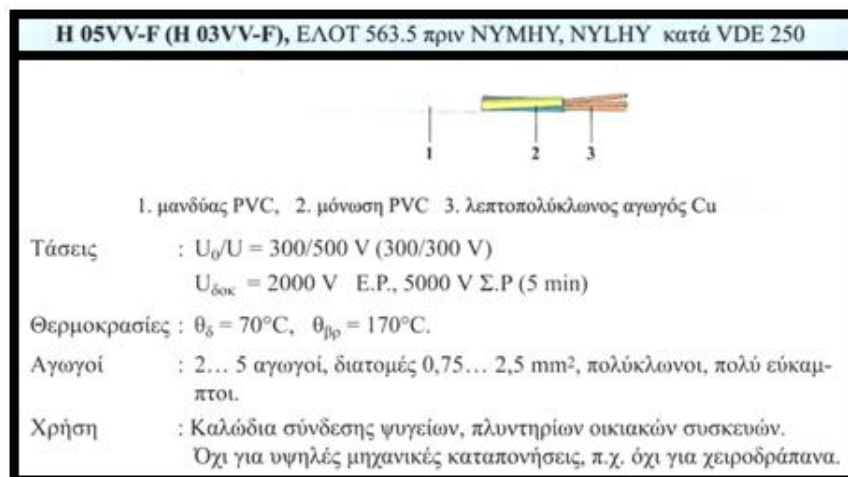 H 05VV-F (H 03VV-F), ΕΛΟΤ 563.5 πριν NYMHY, NYLHY κατά VDE 250
1 2 3
1. μανδύας PVC, 2. μόνωση PVC 3. λεπτοπολύκλωνος αγωγός Cu
Τάσεις : U₀/U = 300/500 V (300/300 V)
U_δοκ = 2000 V Ε.Ρ., 5000 V Σ.Ρ (5 min)
Θερμοκρασίες : θ_δ = 70°C, θ_βρ = 170°C.
Αγωγοί : 2... 5 αγωγοί, διατομές 0,75... 2,5 mm², πολύκλωνοι, πολύ εύκαμ-
πτοι.
Χρήση : Καλώδια σύνδεσης ψυγείων, πλυντηρίων οικιακών συσκευών.
Όχι για υψηλές μηχανικές καταπονήσεις, π.χ. όχι για χειροδράπανα.